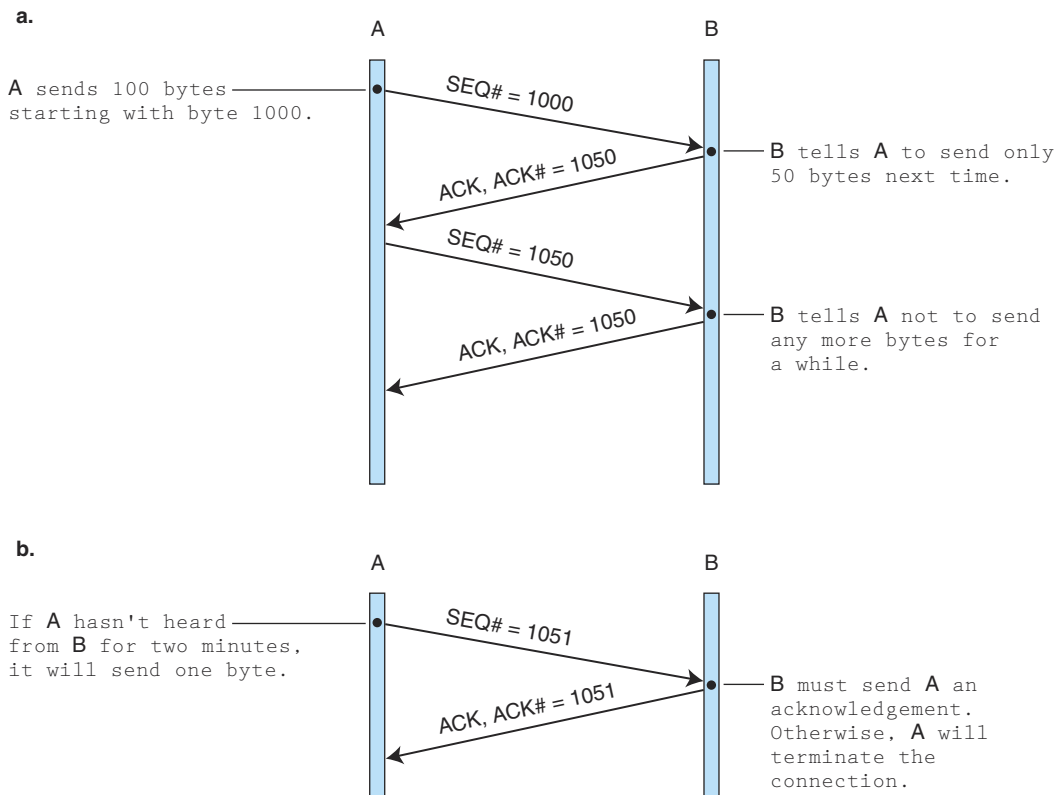 a.
A
B
A sends 100 bytes
starting with byte 1000.
SEQ# = 1000
B tells A to send only
50 bytes next time.
ACK, ACK# = 1050
SEQ# = 1050
B tells A not to send
any more bytes for
a while.
ACK, ACK# = 1050
b.
A
B
If A hasn't heard
from B for two minutes,
it will send one byte.
SEQ# = 1051
B must send A an
acknowledgement.
Otherwise, A will
terminate the
connection.
ACK, ACK# = 1051